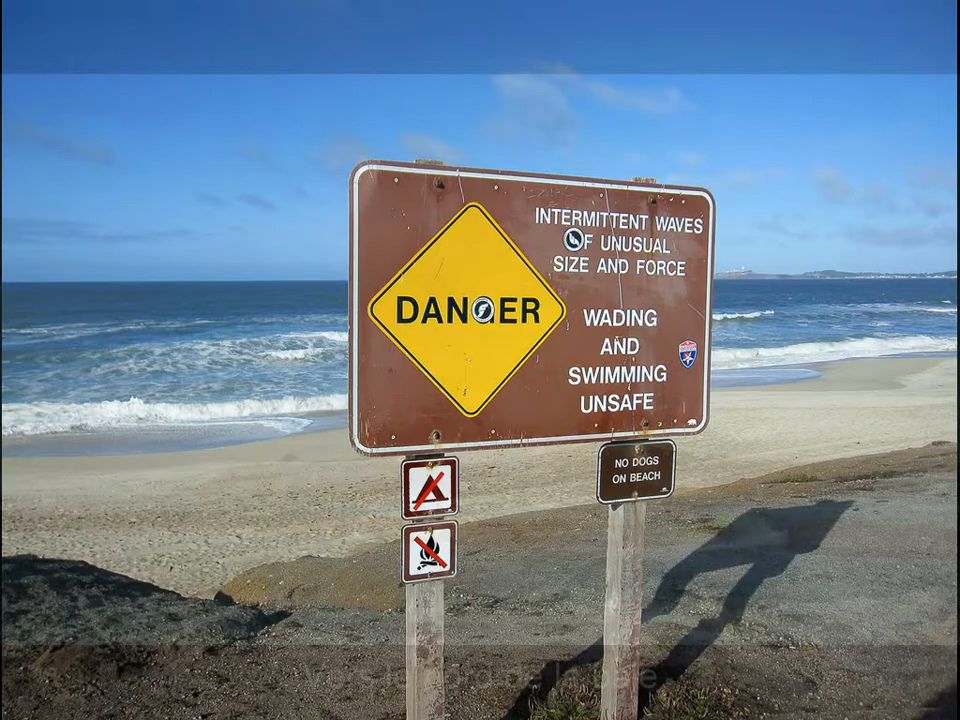 INTERMITTENT WAVES
OF UNUSUAL
SIZE AND FORCE
DANGER
WADING
AND
SWIMMING
UNSAFE
NO DOGS
ON BEACH